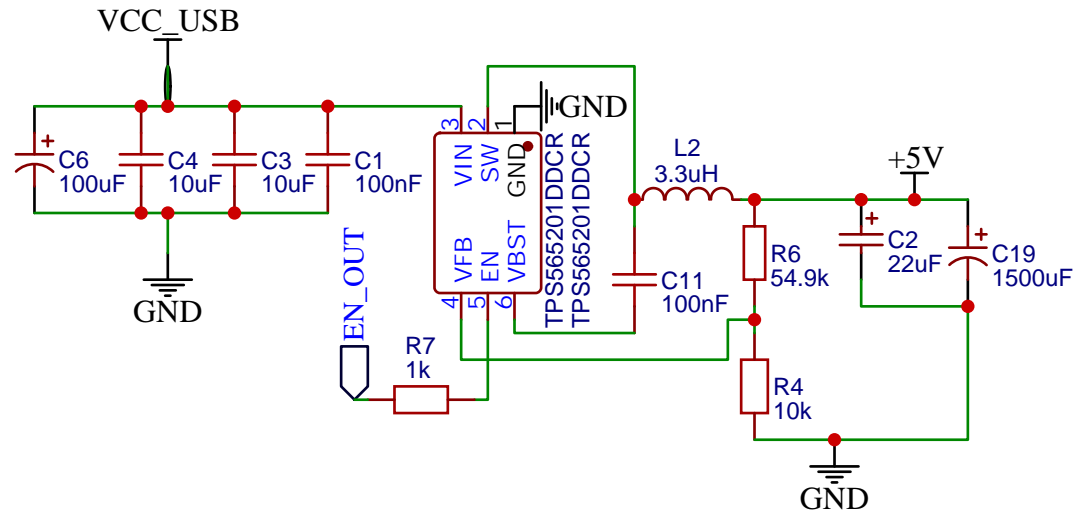 VCC_USB
C6
100uF
C4
10uF
C3
10uF
C1
100nF
3
2
1
GND
VIN
SW
GND
VFB
EN
VBST
4
5
6
TPS565201DDCR
TPS565201DDCR
L2
3.3uH
+5V
R6
54.9k
C2
22uF
C19
1500uF
C11
100nF
GND
EN_OUT
R7
1k
R4
10k
GND